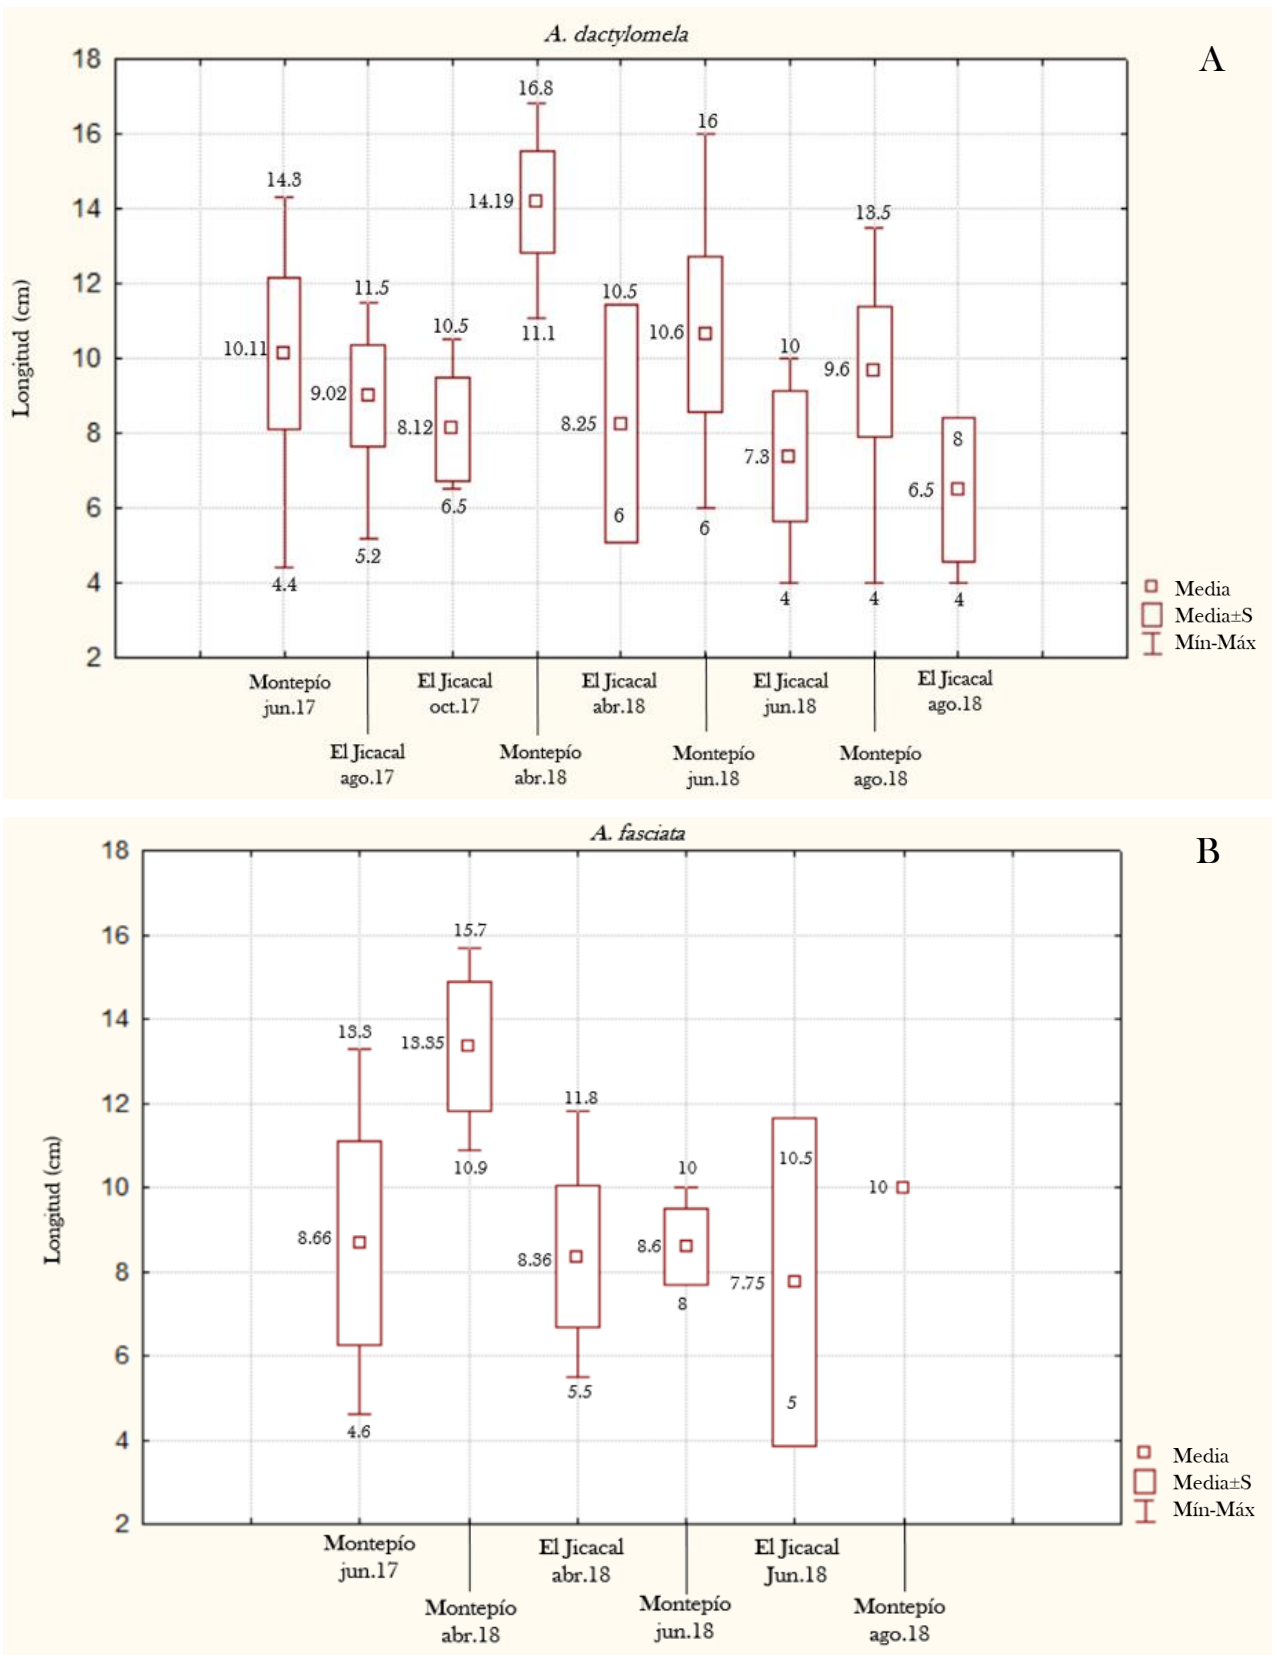 A. dactylomela
A
18
16
14
12
10
8
6
4
2
Longitud (cm)
14.3
10.11
4.4
11.5
9.02
5.2
10.5
8.12
6.5
16.8
14.19
11.1
10.5
8.25
6
16
10.6
6
10
7.3
4
13.5
9.6
4
8
6.5
4
Media
Media±S
Mín-Máx
Montepío
jun.17
El Jicacal
ago.17
El Jicacal
oct.17
Montepío
abr.18
El Jicacal
abr.18
Montepío
jun.18
El Jicacal
jun.18
Montepío
ago.18
El Jicacal
ago.18
A. fasciata
B
18
16
14
12
10
8
6
4
2
Longitud (cm)
13.3
8.66
4.6
15.7
13.35
10.9
11.8
8.36
5.5
10
8.6
8
10.5
7.75
5
10
Media
Media±S
Mín-Máx
Montepío
jun.17
Montepío
abr.18
El Jicacal
abr.18
Montepío
jun.18
El Jicacal
Jun.18
Montepío
ago.18